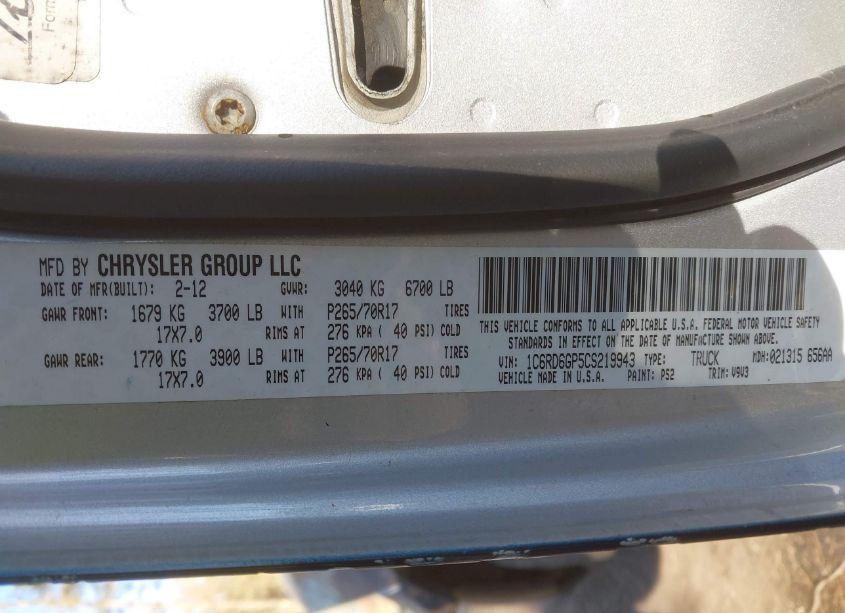 Form
MFD BY CHRYSLER GROUP LLC
DATE OF MFR(BUILT): 2-12 GVWR: 3040 KG 6700 LB
GAWR FRONT: 1679 KG 3700 LB WITH P265/70R17 TIRES
17X7.0 RIMS AT 276 KPA ( 40 PSI) COLD
GAWR REAR: 1770 KG 3900 LB WITH P265/70R17 TIRES
17X7.0 RIMS AT 276 KPA ( 40 PSI) COLD
THIS VEHICLE CONFORMS TO ALL APPLICABLE U.S.A. FEDERAL MOTOR VEHICLE SAFETY
STANDARDS IN EFFECT ON THE DATE OF MANUFACTURE SHOWN ABOVE.
VIN: 1C6RD6GP5CS219943 TYPE: TRUCK MDH: 021315 656AA
VEHICLE MADE IN U.S.A. PAINT: PS2 TRIM: V9V3